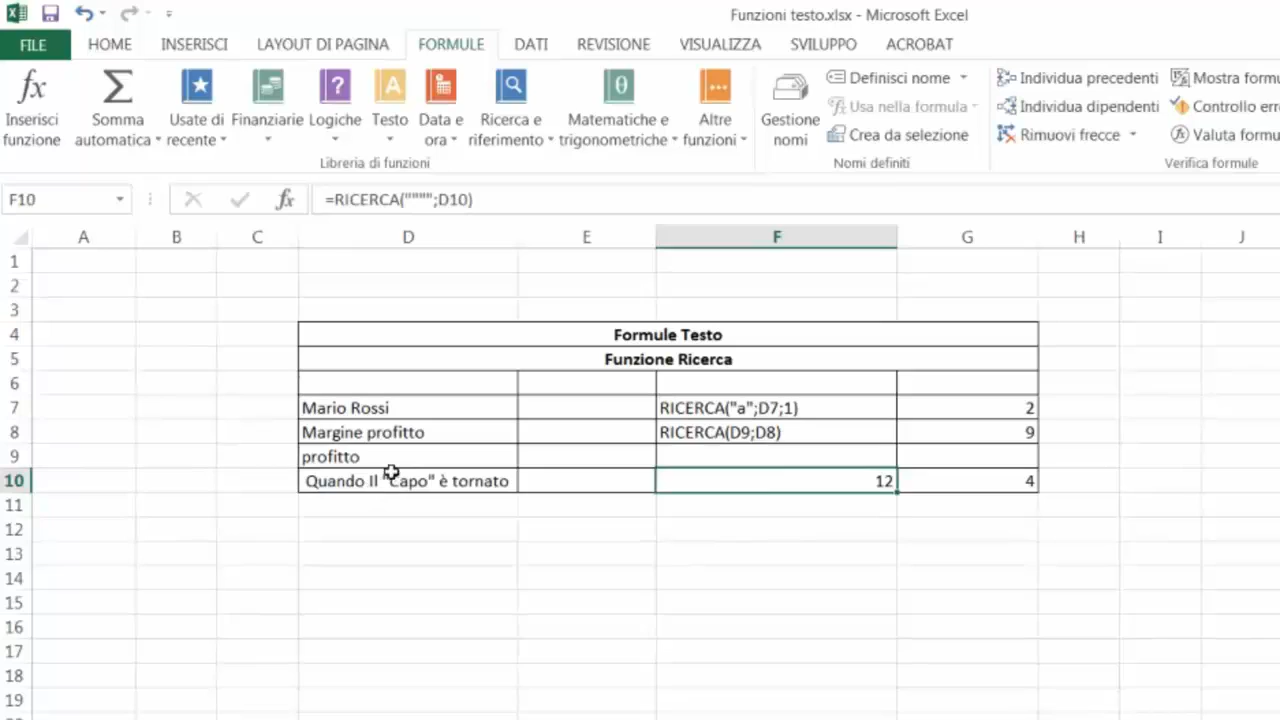 Funzioni testo.xlsx - Microsoft Excel
FILE HOME INSERISCI LAYOUT DI PAGINA FORMULE DATI REVISIONE VISUALIZZA SVILUPPO ACROBAT
fx Inserisci funzione
Σ Somma automatica
Usate di recente
Finanziarie
Logiche
Testo
Data e ora
Ricerca e riferimento
Matematiche e trigonometriche
Altre funzioni
Libreria di funzioni
Gestione nomi
Definisci nome
Usa nella formula
Crea da selezione
Nomi definiti
Individua precedenti
Individua dipendenti
Rimuovi frecce
Mostra formu
Controllo erro
Valuta formu
Verifica formule
F10 fx =RICERCA("""";D10)
A B C D E F G H I J
1
2
3
4 Formule Testo
5 Funzione Ricerca
6
7 Mario Rossi RICERCA("a";D7;1) 2
8 Margine profitto RICERCA(D9;D8) 9
9 profitto
10 Quando Il "Capo" è tornato 12 4
11
12
13
14
15
16
17
18
19